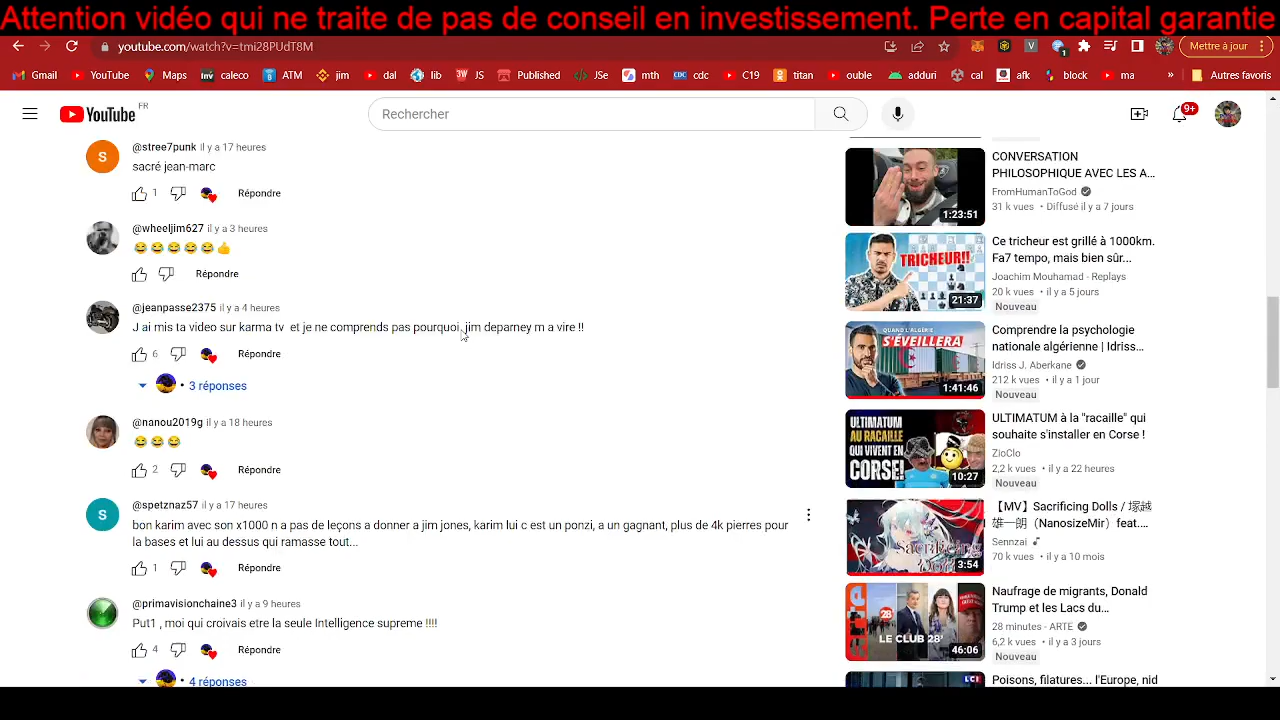 Attention vidéo qui ne traite de pas de conseil en investissement. Perte en capital garantie
youtube.com/watch?v=tmi28PUdT8M
1
Mettre à jour
Gmail
YouTube
Maps
caleco
ATM
jim
dal
lib
JS
Published
JSe
mth
cdc
C19
titan
ouble
adduri
cal
afk
block
ma
»
Autres favoris
YouTube
FR
Rechercher
9+
S
@stree7punk il y a 17 heures
sacré jean-marc
1
Répondre
@wheeljim627 il y a 3 heures
😂😂😂😂😂👍
Répondre
@jeanpasse2375 il y a 4 heures
J ai mis ta video sur karma tv et je ne comprends pas pourquoi, jim deparney m a vire !!
6
Répondre
• 3 réponses
@nanou2019g il y a 18 heures
😂😂😂
2
Répondre
S
@spetznaz57 il y a 17 heures
bon karim avec son x1000 n a pas de leçons a donner a jim jones, karim lui c est un ponzi, a un gagnant, plus de 4k pierres pour
la bases et lui au dessus qui ramasse tout...
1
Répondre
@primavisionchaine3 il y a 9 heures
Put1 , moi qui croivais etre la seule Intelligence supreme !!!!
4
Répondre
• 4 réponses
1:23:51
CONVERSATION
PHILOSOPHIQUE AVEC LES A...
FromHumanToGod
31 k vues • Diffusé il y a 7 jours
TRICHEUR!!
21:37
Ce tricheur est grillé à 1000km.
Fa7 tempo, mais bien sûr...
Joachim Mouhamad - Replays
20 k vues • il y a 5 jours
Nouveau
QUAND L'ALGÉRIE
S'ÉVEILLERA
1:41:46
Comprendre la psychologie
nationale algérienne | Idriss...
Idriss J. Aberkane
212 k vues • il y a 1 jour
Nouveau
ULTIMATUM
AU RACAILLE
QUI VIVENT EN
CORSE!
10:27
ULTIMATUM à la "racaille" qui
souhaite s'installer en Corse !
ZioClo
2,2 k vues • il y a 22 heures
Nouveau
3:54
【MV】Sacrificing Dolls / 塚越
雄一朗（NanosizeMir）feat....
Sennzai
70 k vues • il y a 10 mois
28
LE CLUB 28'
46:06
Naufrage de migrants, Donald
Trump et les Lacs du...
28 minutes - ARTE
6,2 k vues • il y a 3 jours
Nouveau
LCI
Poisons, filatures... l'Europe, nid